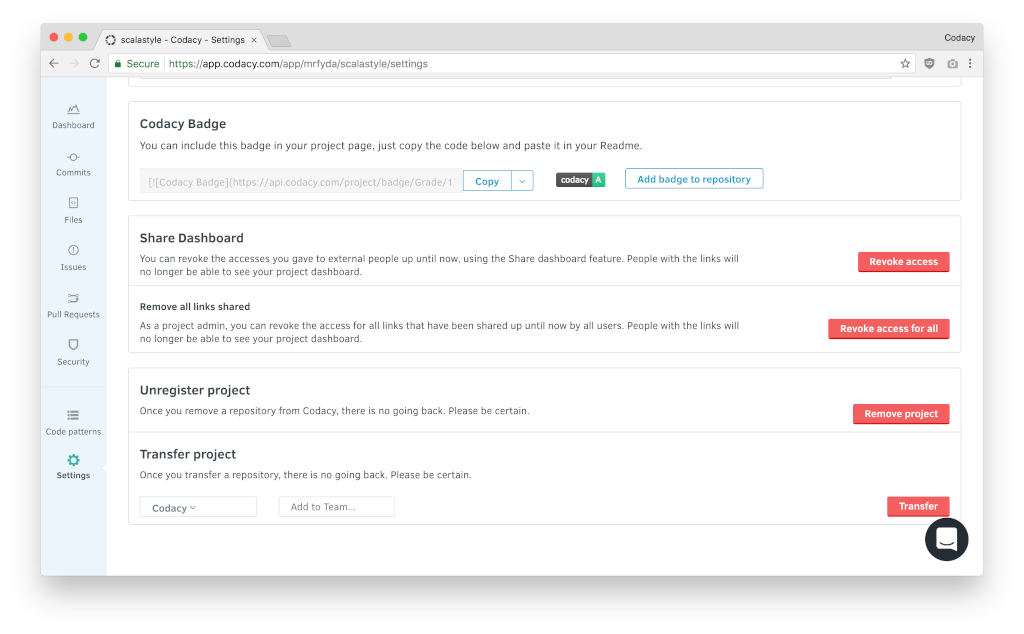 scalastyle - Codacy - Settings
Codacy
Secure https://app.codacy.com/app/mrfyda/scalastyle/settings
Dashboard
Commits
Files
Issues
Pull Requests
Security
Code patterns
Settings
Codacy Badge
You can include this badge in your project page, just copy the code below and paste it in your Readme.
[![Codacy Badge](https://api.codacy.com/project/badge/Grade/1
Copy
codacy A
Add badge to repository
Share Dashboard
You can revoke the accesses you gave to external people up until now, using the Share dashboard feature. People with the links will
no longer be able to see your project dashboard.
Revoke access
Remove all links shared
As a project admin, you can revoke the access for all links that have been shared up until now by all users. People with the links will
no longer be able to see your project dashboard.
Revoke access for all
Unregister project
Once you remove a repository from Codacy, there is no going back. Please be certain.
Remove project
Transfer project
Once you transfer a repository, there is no going back. Please be certain.
Codacy
Add to Team...
Transfer